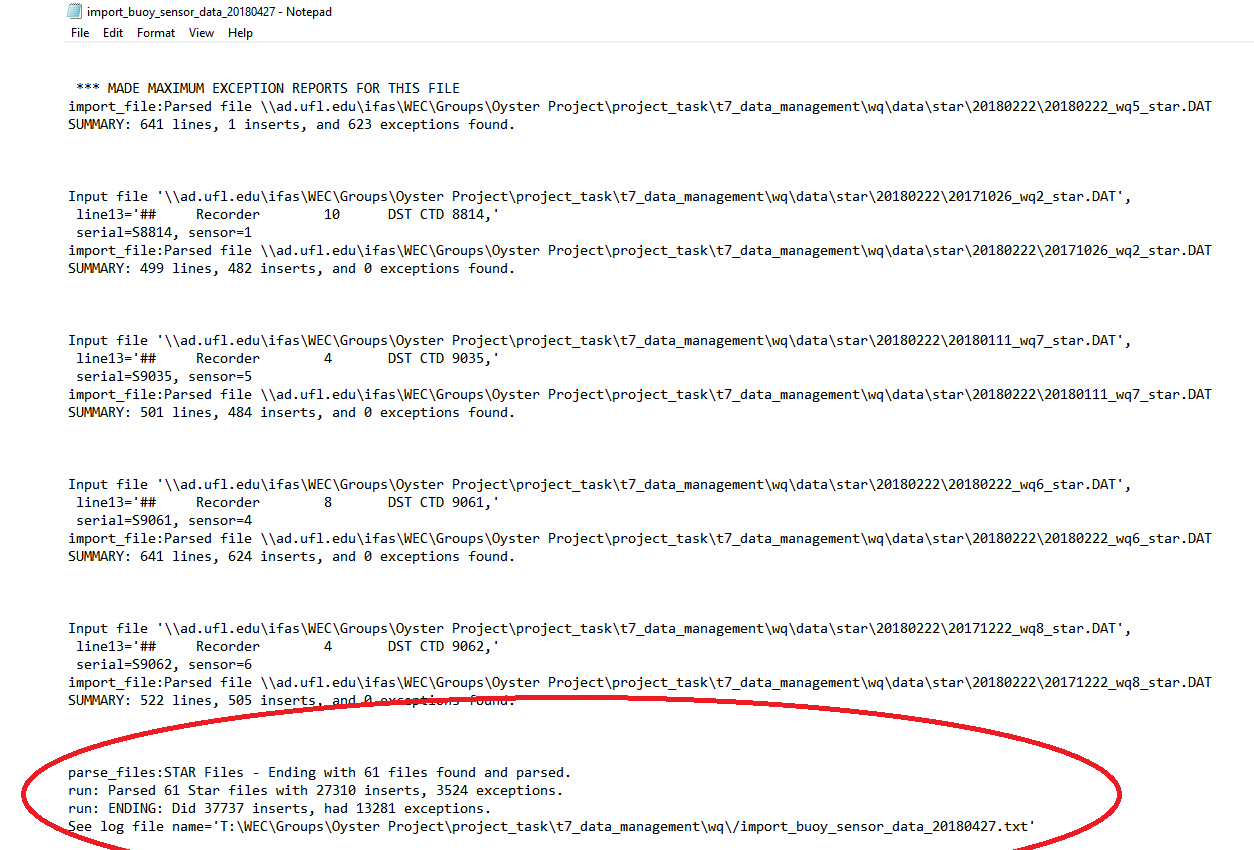 import_buoy_sensor_data_20180427 - Notepad
File Edit Format View Help
*** MADE MAXIMUM EXCEPTION REPORTS FOR THIS FILE
import_file:Parsed file \\ad.ufl.edu\ifas\WEC\Groups\Oyster Project\project_task\t7_data_management\wq\data\star\20180222\20180222_wq5_star.DAT
SUMMARY: 641 lines, 1 inserts, and 623 exceptions found.
Input file '\\ad.ufl.edu\ifas\WEC\Groups\Oyster Project\project_task\t7_data_management\wq\data\star\20180222\20171026_wq2_star.DAT',
line13='## Recorder 10 DST CTD 8814,'
serial=S8814, sensor=1
import_file:Parsed file \\ad.ufl.edu\ifas\WEC\Groups\Oyster Project\project_task\t7_data_management\wq\data\star\20180222\20171026_wq2_star.DAT
SUMMARY: 499 lines, 482 inserts, and 0 exceptions found.
Input file '\\ad.ufl.edu\ifas\WEC\Groups\Oyster Project\project_task\t7_data_management\wq\data\star\20180222\20180111_wq7_star.DAT',
line13='## Recorder 4 DST CTD 9035,'
serial=S9035, sensor=5
import_file:Parsed file \\ad.ufl.edu\ifas\WEC\Groups\Oyster Project\project_task\t7_data_management\wq\data\star\20180222\20180111_wq7_star.DAT
SUMMARY: 501 lines, 484 inserts, and 0 exceptions found.
Input file '\\ad.ufl.edu\ifas\WEC\Groups\Oyster Project\project_task\t7_data_management\wq\data\star\20180222\20180222_wq6_star.DAT',
line13='## Recorder 8 DST CTD 9061,'
serial=S9061, sensor=4
import_file:Parsed file \\ad.ufl.edu\ifas\WEC\Groups\Oyster Project\project_task\t7_data_management\wq\data\star\20180222\20180222_wq6_star.DAT
SUMMARY: 641 lines, 624 inserts, and 0 exceptions found.
Input file '\\ad.ufl.edu\ifas\WEC\Groups\Oyster Project\project_task\t7_data_management\wq\data\star\20180222\20171222_wq8_star.DAT',
line13='## Recorder 4 DST CTD 9062,'
serial=S9062, sensor=6
import_file:Parsed file \\ad.ufl.edu\ifas\WEC\Groups\Oyster Project\project_task\t7_data_management\wq\data\star\20180222\20171222_wq8_star.DAT
SUMMARY: 522 lines, 505 inserts, and 0 exceptions found.
parse_files:STAR Files - Ending with 61 files found and parsed.
run: Parsed 61 Star files with 27310 inserts, 3524 exceptions.
run: ENDING: Did 37737 inserts, had 13281 exceptions.
See log file name='T:\WEC\Groups\Oyster Project\project_task\t7_data_management\wq\/import_buoy_sensor_data_20180427.txt'